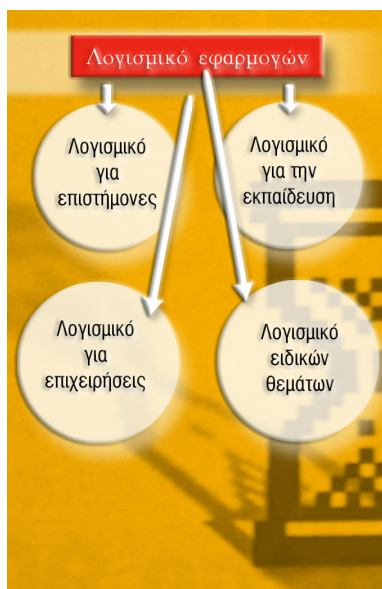 Λογισμικό εφαρμογών
Λογισμικό
για
επιστήμονες
Λογισμικό
για την
εκπαίδευση
Λογισμικό
για
επιχειρήσεις
Λογισμικό
ειδικών
θεμάτων